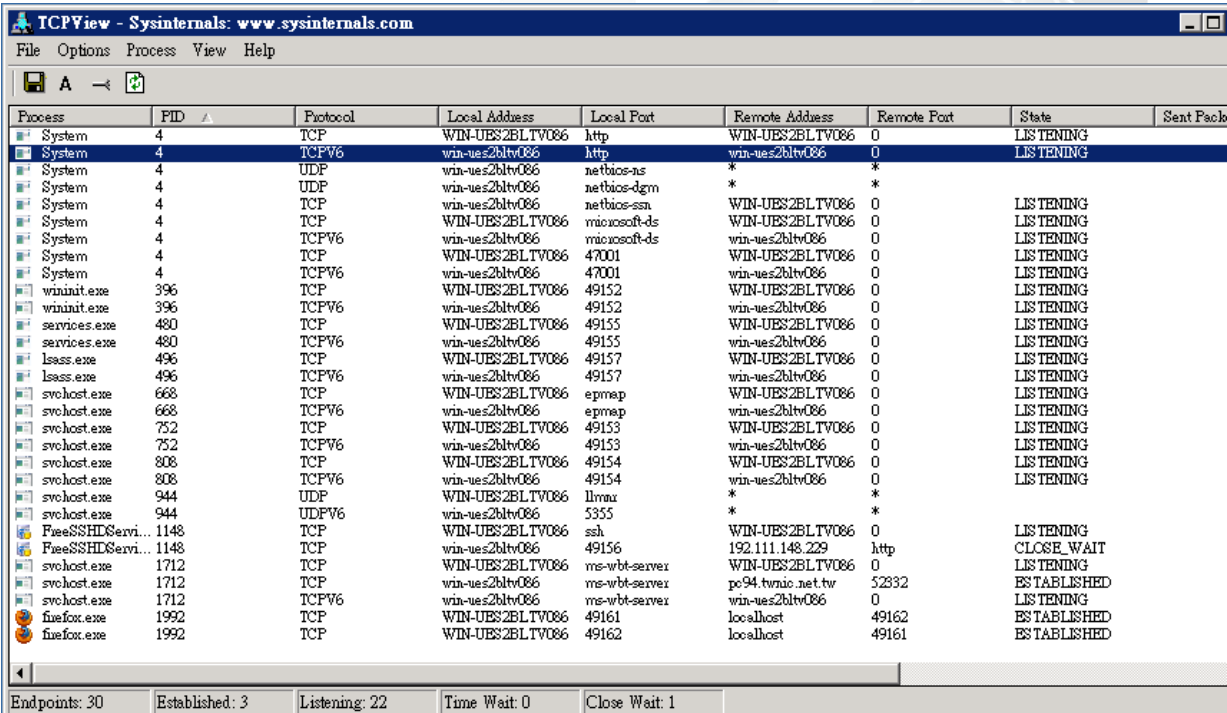 TCPView - Sysinternals: www.sysinternals.com
File Options Process View Help
A
Process PID Protocol Local Address Local Port Remote Address Remote Port State Sent Pack
System 4 TCP WIN-UES2BLTV086 http WIN-UES2BLTV086 0 LISTENING
System 4 TCPV6 win-ues2bltv086 http win-ues2bltv086 0 LISTENING
System 4 UDP win-ues2bltv086 netbios-ns * *
System 4 UDP win-ues2bltv086 netbios-dgm * *
System 4 TCP win-ues2bltv086 netbios-ssn WIN-UES2BLTV086 0 LISTENING
System 4 TCP WIN-UES2BLTV086 microsoft-ds WIN-UES2BLTV086 0 LISTENING
System 4 TCPV6 win-ues2bltv086 microsoft-ds win-ues2bltv086 0 LISTENING
System 4 TCP WIN-UES2BLTV086 47001 WIN-UES2BLTV086 0 LISTENING
System 4 TCPV6 win-ues2bltv086 47001 win-ues2bltv086 0 LISTENING
wininit.exe 396 TCP WIN-UES2BLTV086 49152 WIN-UES2BLTV086 0 LISTENING
wininit.exe 396 TCPV6 win-ues2bltv086 49152 win-ues2bltv086 0 LISTENING
services.exe 480 TCP WIN-UES2BLTV086 49155 WIN-UES2BLTV086 0 LISTENING
services.exe 480 TCPV6 win-ues2bltv086 49155 win-ues2bltv086 0 LISTENING
lsass.exe 496 TCP WIN-UES2BLTV086 49157 WIN-UES2BLTV086 0 LISTENING
lsass.exe 496 TCPV6 win-ues2bltv086 49157 win-ues2bltv086 0 LISTENING
svchost.exe 668 TCP WIN-UES2BLTV086 epmap WIN-UES2BLTV086 0 LISTENING
svchost.exe 668 TCPV6 win-ues2bltv086 epmap win-ues2bltv086 0 LISTENING
svchost.exe 752 TCP WIN-UES2BLTV086 49153 WIN-UES2BLTV086 0 LISTENING
svchost.exe 752 TCPV6 win-ues2bltv086 49153 win-ues2bltv086 0 LISTENING
svchost.exe 808 TCP WIN-UES2BLTV086 49154 WIN-UES2BLTV086 0 LISTENING
svchost.exe 808 TCPV6 win-ues2bltv086 49154 win-ues2bltv086 0 LISTENING
svchost.exe 944 UDP WIN-UES2BLTV086 llmnr * *
svchost.exe 944 UDPV6 win-ues2bltv086 5355 * *
FreeSSHDServi... 1148 TCP WIN-UES2BLTV086 ssh WIN-UES2BLTV086 0 LISTENING
FreeSSHDServi... 1148 TCP win-ues2bltv086 49156 192.111.148.229 http CLOSE_WAIT
svchost.exe 1712 TCP WIN-UES2BLTV086 ms-wbt-server WIN-UES2BLTV086 0 LISTENING
svchost.exe 1712 TCP win-ues2bltv086 ms-wbt-server pc94.twnic.net.tw 52332 ESTABLISHED
svchost.exe 1712 TCPV6 win-ues2bltv086 ms-wbt-server win-ues2bltv086 0 LISTENING
firefox.exe 1992 TCP WIN-UES2BLTV086 49161 localhost 49162 ESTABLISHED
firefox.exe 1992 TCP WIN-UES2BLTV086 49162 localhost 49161 ESTABLISHED
Endpoints: 30 Established: 3 Listening: 22 Time Wait: 0 Close Wait: 1